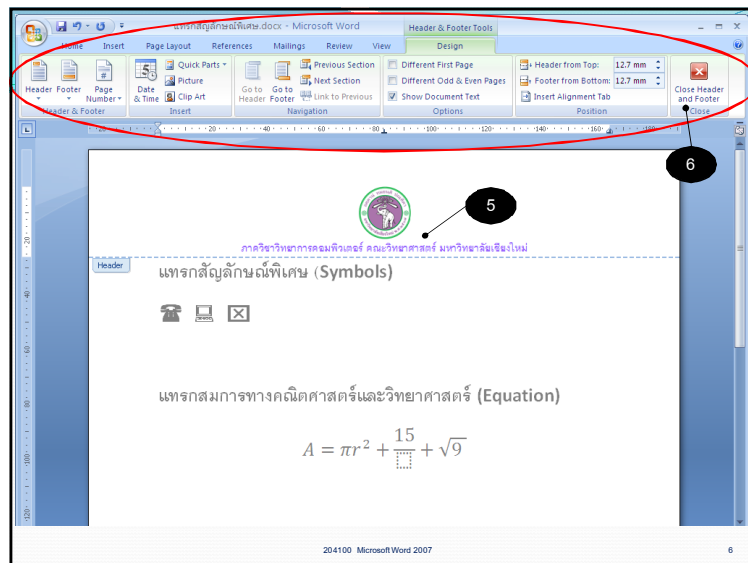 แทรกสัญลักษณ์พิเศษ.docx - Microsoft Word
Header & Footer Tools
Home Insert Page Layout References Mailings Review View Design
Header Footer Page Number
Date & Time
Quick Parts
Picture
Clip Art
Go to Header
Go to Footer
Previous Section
Next Section
Link to Previous
Different First Page
Different Odd & Even Pages
Show Document Text
Header from Top: 12.7 mm
Footer from Bottom: 12.7 mm
Insert Alignment Tab
Close Header and Footer
Header & Footer Insert Navigation Options Position Close
6
5
ภาควิชาวิทยาการคอมพิวเตอร์ คณะวิทยาศาสตร์ มหาวิทยาลัยเชียงใหม่
Header
แทรกสัญลักษณ์พิเศษ (Symbols)
แทรกสมการทางคณิตศาสตร์และวิทยาศาสตร์ (Equation)
A = πr² + 15/⬚ + √9
204100 Microsoft Word 2007
6